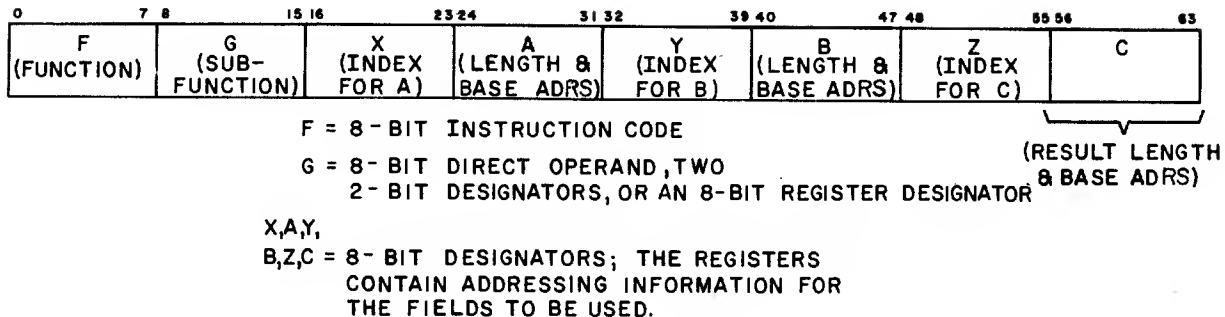 0 7 8 15 16 23 24 31 32 39 40 47 48 55 56 63
F G X A Y B Z C
(FUNCTION) (SUB- (INDEX (LENGTH & (INDEX (LENGTH & (INDEX
FUNCTION) FOR A) BASE ADRS) FOR B) BASE ADRS) FOR C)
F = 8-BIT INSTRUCTION CODE
(RESULT LENGTH
& BASE ADRS)
G = 8-BIT DIRECT OPERAND, TWO
2-BIT DESIGNATORS, OR AN 8-BIT REGISTER DESIGNATOR
X,A,Y,
B,Z,C = 8-BIT DESIGNATORS; THE REGISTERS
CONTAIN ADDRESSING INFORMATION FOR
THE FIELDS TO BE USED.